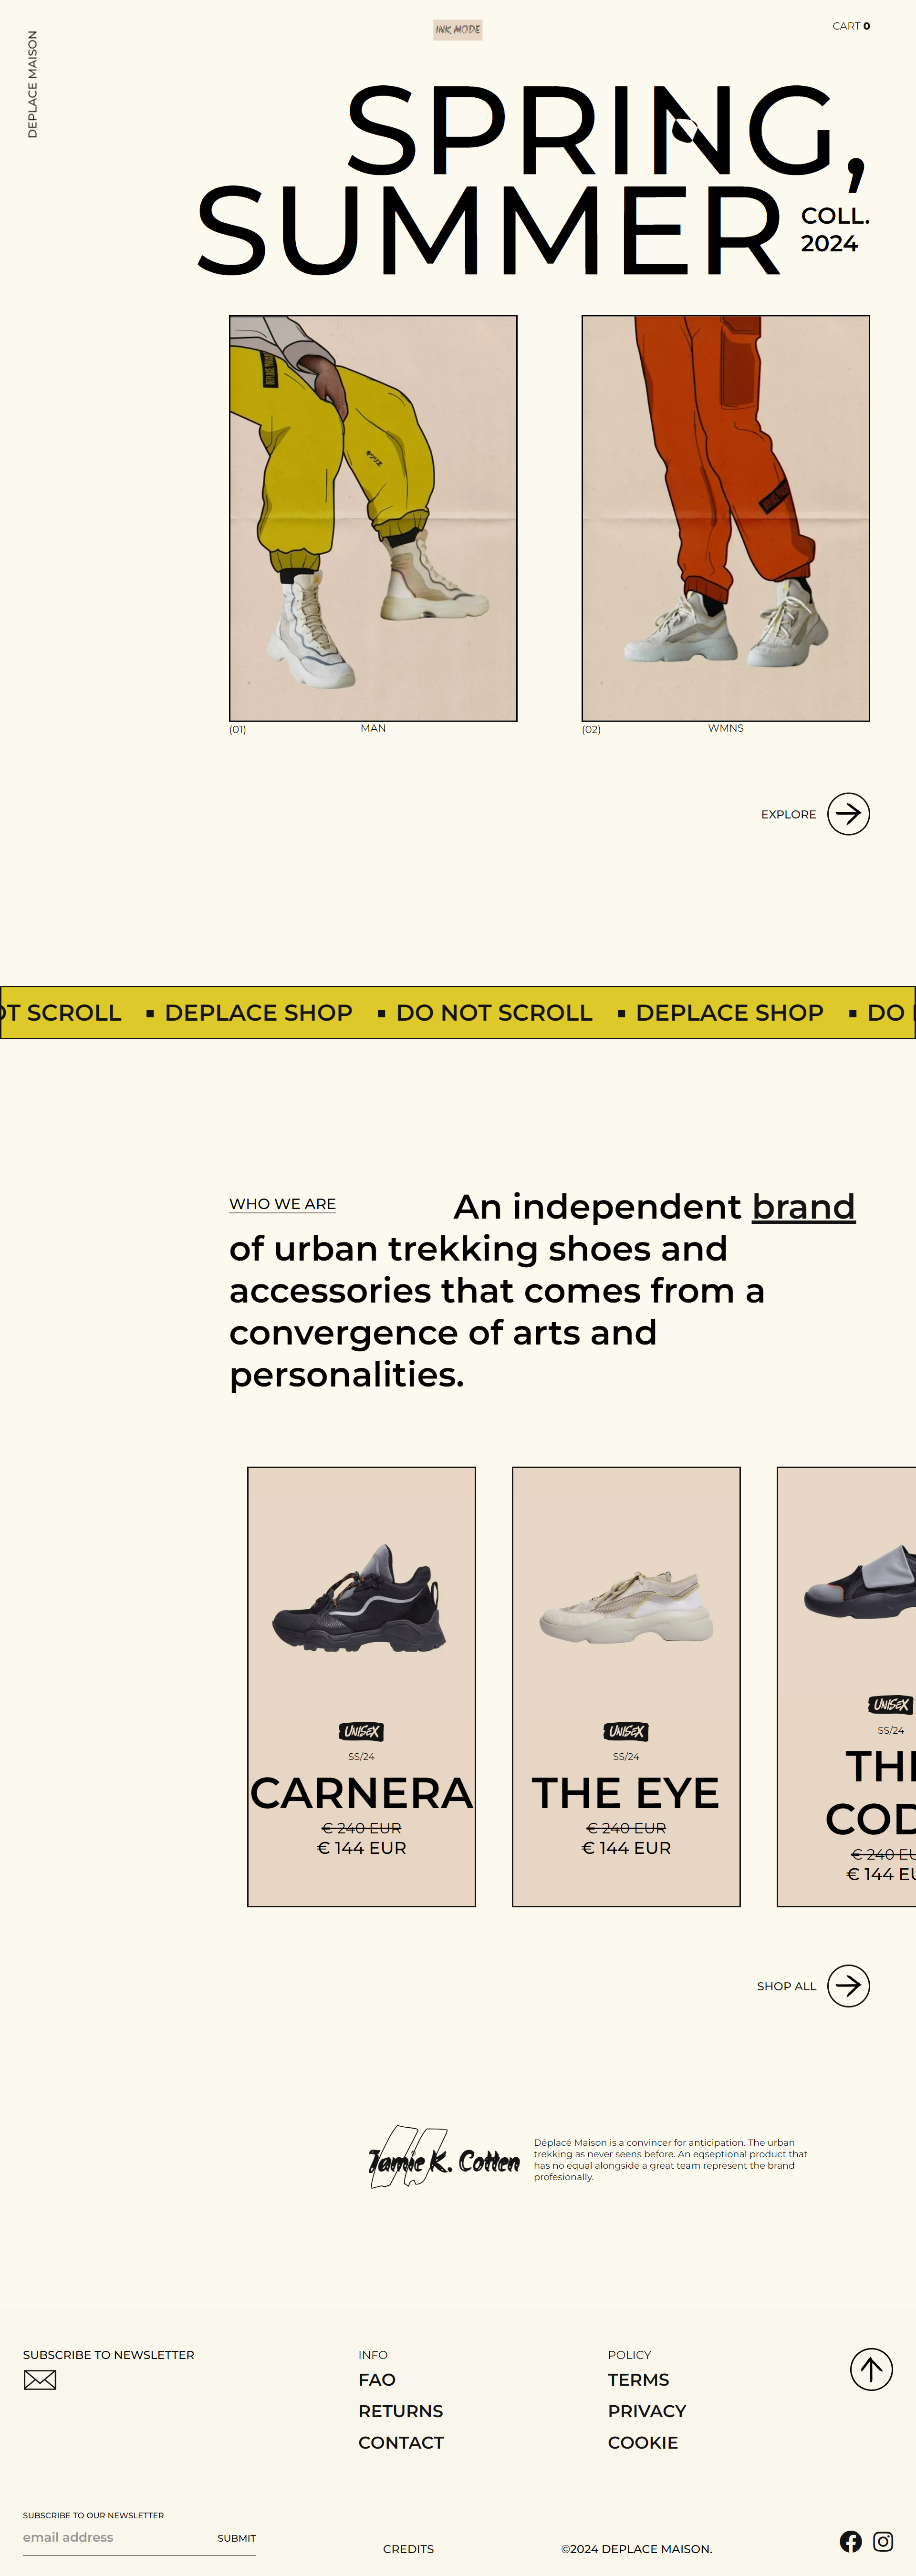 DEPLACE MAISON
INK MODE
CART 0
SPRING,
SUMMER
COLL.
2024
(01)
MAN
(02)
WMNS
EXPLORE
OT SCROLL ▪ DEPLACE SHOP ▪ DO NOT SCROLL ▪ DEPLACE SHOP ▪ DO
WHO WE ARE
An independent brand
of urban trekking shoes and
accessories that comes from a
convergence of arts and
personalities.
UNISEX
SS/24
CARNERA
€ 240 EUR
€ 144 EUR
UNISEX
SS/24
THE EYE
€ 240 EUR
€ 144 EUR
UNISEX
SS/24
TH
COD
€ 240 EU
€ 144 EU
SHOP ALL
Jamie K. Cotten
Déplacé Maison is a convincer for anticipation. The urban
trekking as never seens before. An eqseptional product that
has no equal alongside a great team represent the brand
profesionally.
SUBSCRIBE TO NEWSLETTER
INFO
FAO
RETURNS
CONTACT
POLICY
TERMS
PRIVACY
COOKIE
SUBSCRIBE TO OUR NEWSLETTER
email address
SUBMIT
CREDITS
©2024 DEPLACE MAISON.